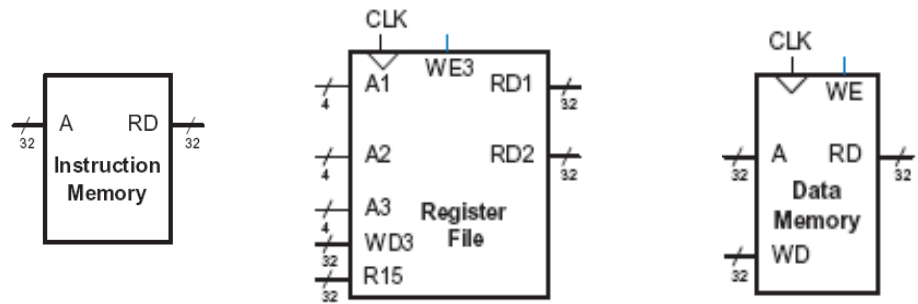 A RD
32 32
Instruction
Memory
CLK
WE3
A1 RD1
4 32
A2 RD2
4 32
A3
4
Register
File
WD3
32
R15
32
CLK
WE
A RD
32 32
Data
Memory
WD
32